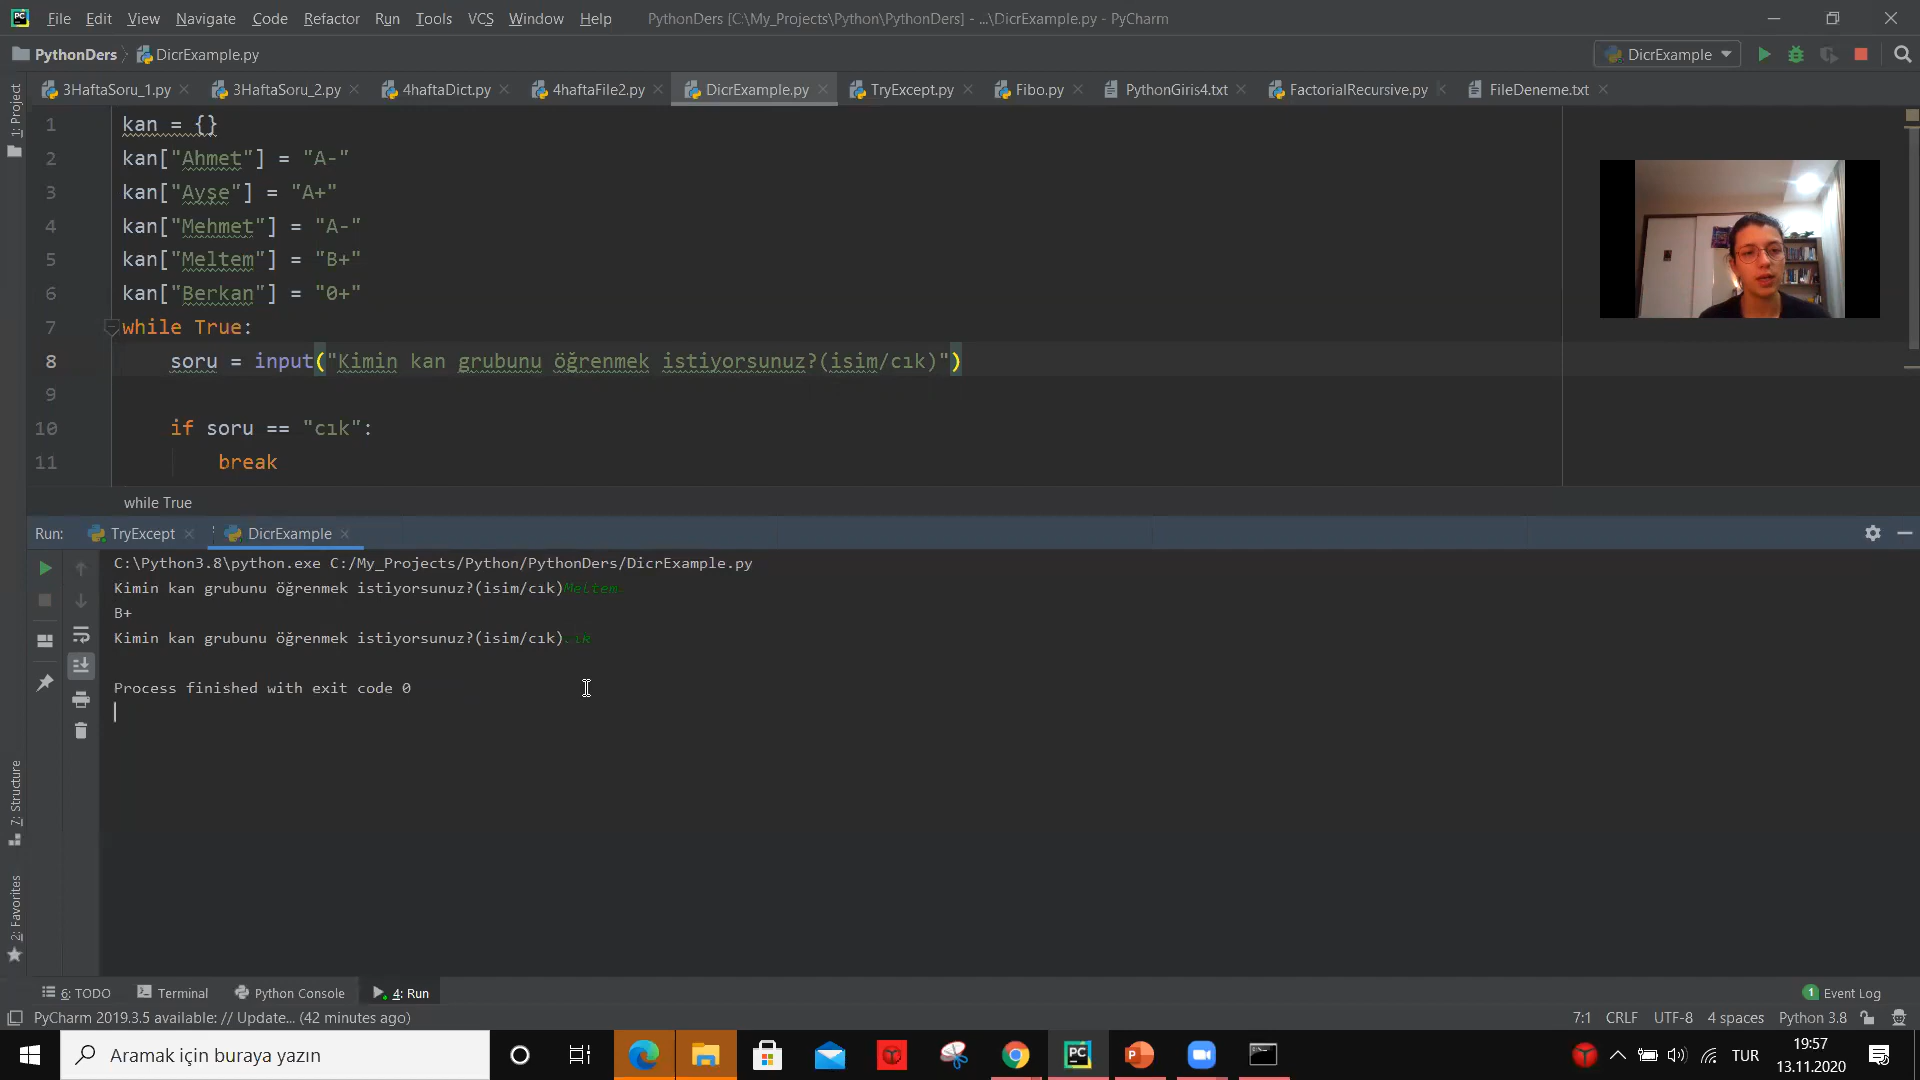 File Edit View Navigate Code Refactor Run Tools VCS Window Help PythonDers [C:\My_Projects\Python\PythonDers] - ...\DicrExample.py - PyCharm
PythonDers DicrExample.py DicrExample
3HaftaSoru_1.py 3HaftaSoru_2.py 4haftaDict.py 4haftaFile2.py DicrExample.py TryExcept.py Fibo.py PythonGiris4.txt FactorialRecursive.py FileDeneme.txt
1: Project
1 kan = {}
2 kan["Ahmet"] = "A-"
3 kan["Ayşe"] = "A+"
4 kan["Mehmet"] = "A-"
5 kan["Meltem"] = "B+"
6 kan["Berkan"] = "0+"
7 while True:
8 soru = input("Kimin kan grubunu öğrenmek istiyorsunuz?(isim/cık)")
9
10 if soru == "cık":
11 break
while True
Run: TryExcept DicrExample
C:\Python3.8\python.exe C:/My_Projects/Python/PythonDers/DicrExample.py
Kimin kan grubunu öğrenmek istiyorsunuz?(isim/cık)Meltem
B+
Kimin kan grubunu öğrenmek istiyorsunuz?(isim/cık)cık
Process finished with exit code 0
7: Structure
2: Favorites
6: TODO Terminal Python Console 4: Run 1 Event Log
PyCharm 2019.3.5 available: // Update... (42 minutes ago) 7:1 CRLF UTF-8 4 spaces Python 3.8
Aramak için buraya yazın TUR 19:57
13.11.2020